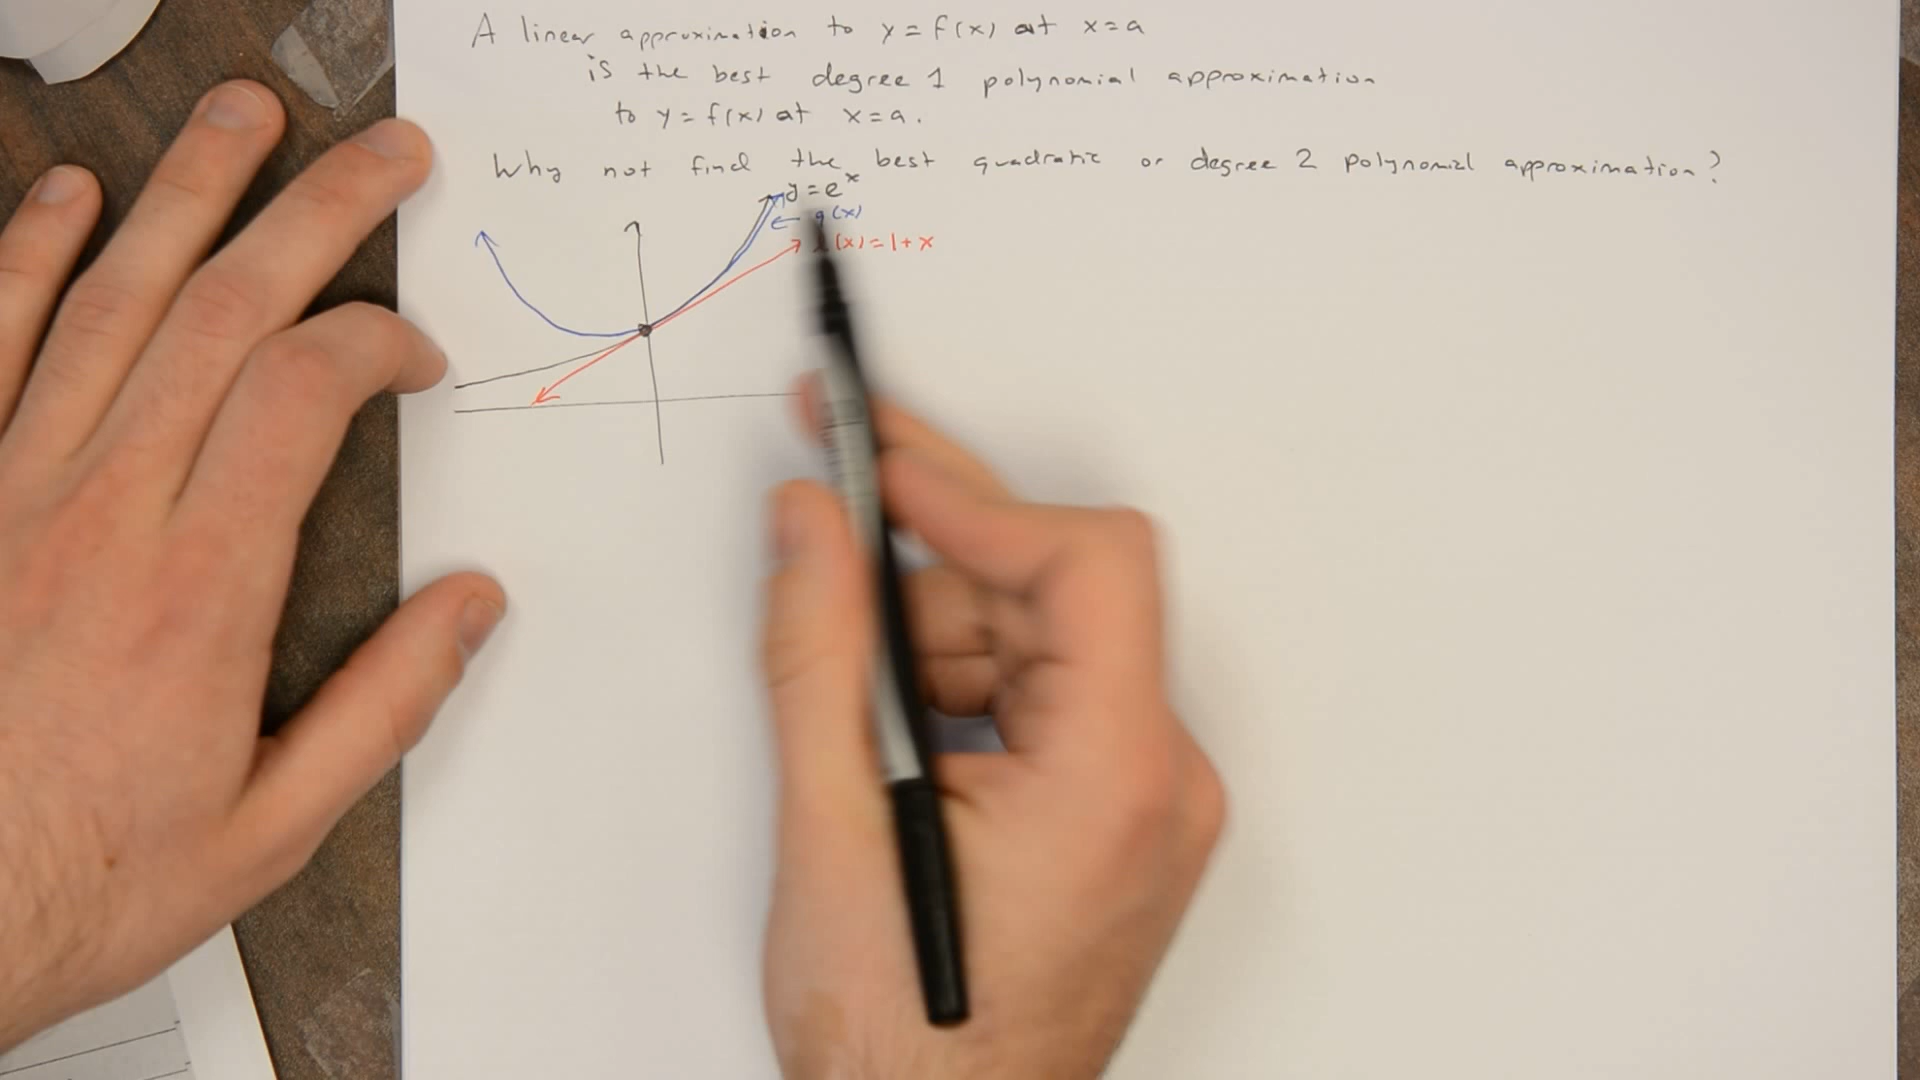 A linear approximation to y = f(x) at x = a
is the best degree 1 polynomial approximation
to y = f(x) at x = a.
Why not find the best quadratic or degree 2 polynomial approximation?
y = e^x
← q(x)
(x) = 1 + x